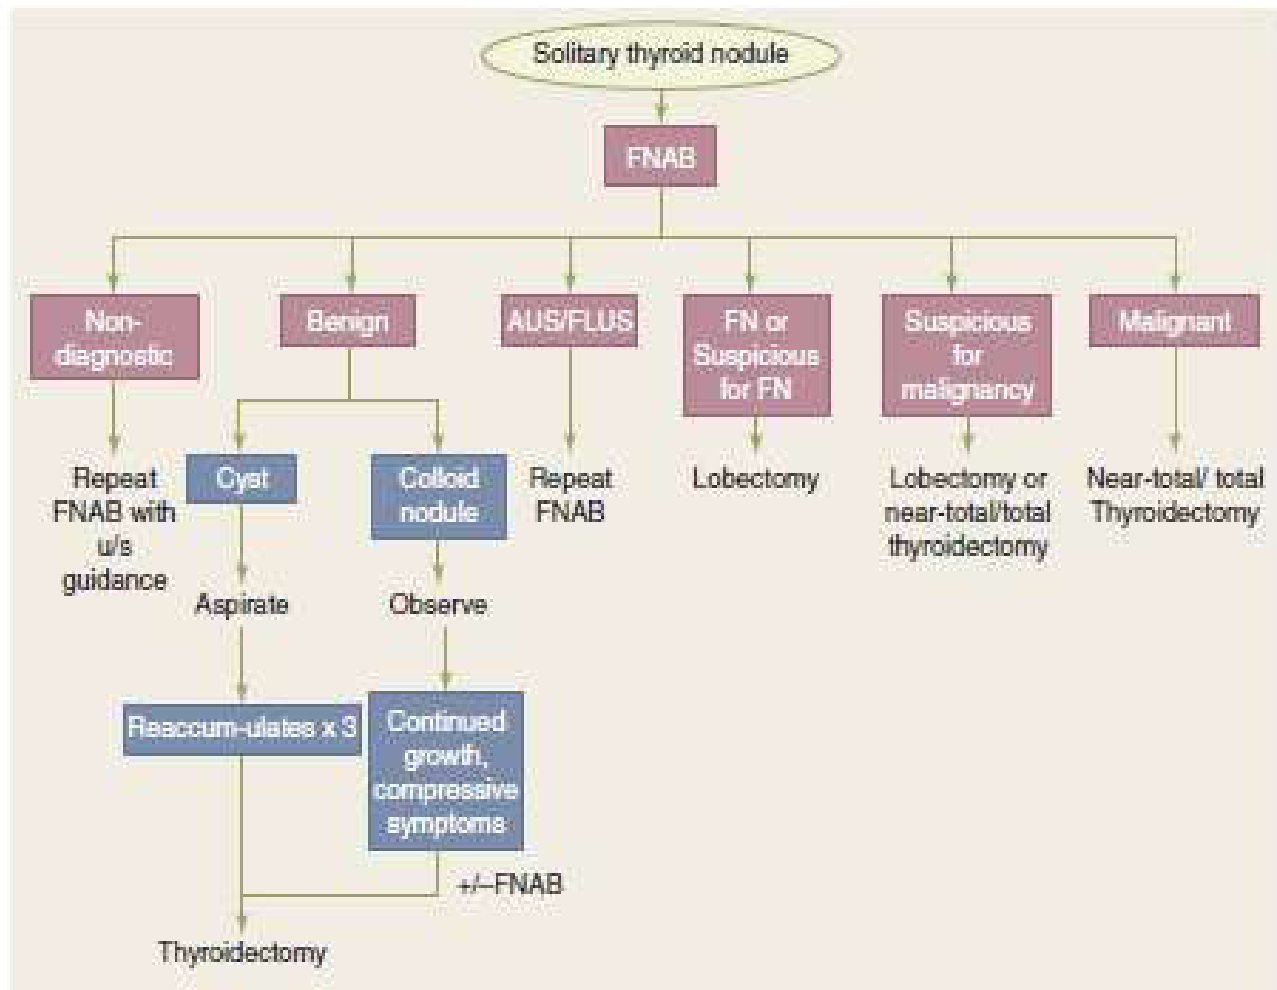 Solitary thyroid nodule
FNAB
Non-
diagnostic
Benign
AUS/FLUS
FN or
Suspicious
for FN
Suspicious
for
malignancy
Malignant
Repeat
FNAB with
u/s
guidance
Cyst
Colloid
nodule
Repeat
FNAB
Lobectomy
Lobectomy or
near-total/total
thyroidectomy
Near-total/ total
Thyroidectomy
Aspirate
Observe
Reaccum-ulates x 3
Continued
growth,
compressive
symptoms
+/–FNAB
Thyroidectomy